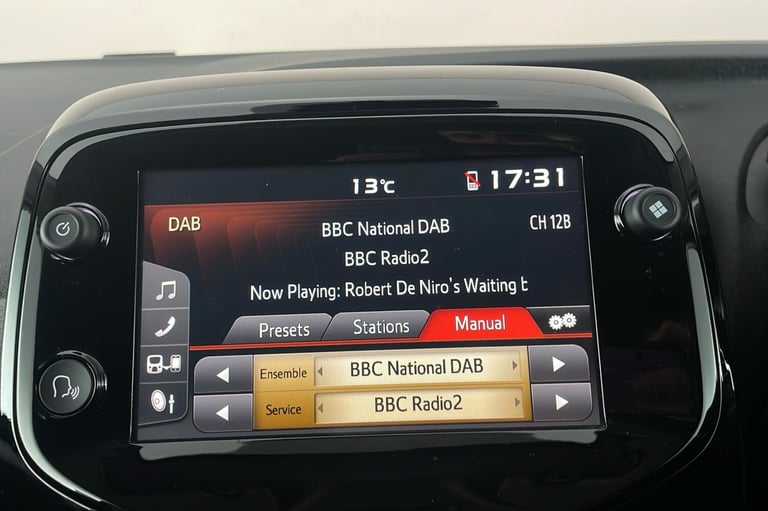 13°C 17:31
DAB BBC National DAB CH 12B
BBC Radio2
Now Playing: Robert De Niro's Waiting
Presets Stations Manual
Ensemble BBC National DAB
Service BBC Radio2